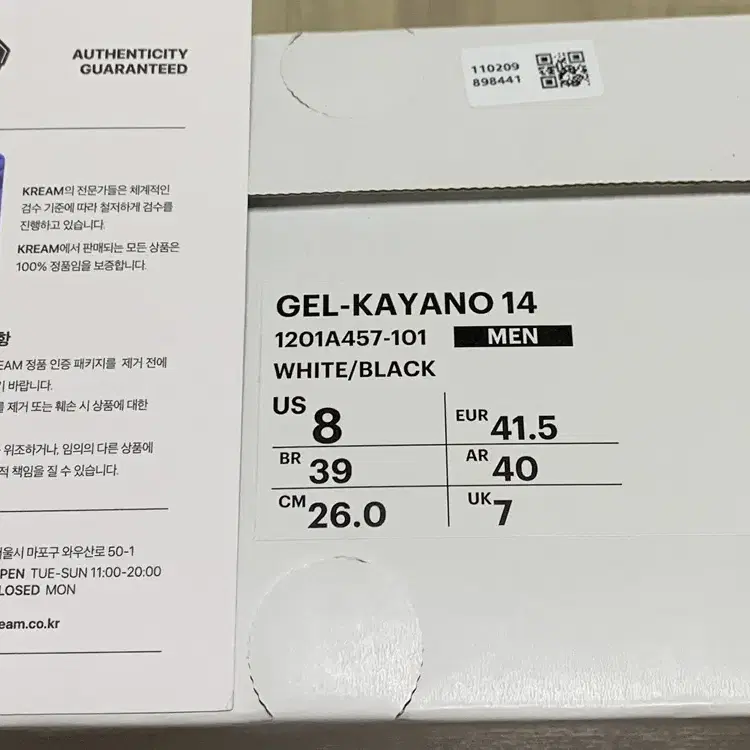 AUTHENTICITY
GUARANTEED
KREAM의 전문가들은 체계적인
검수 기준에 따라 철저하게 검수를
진행하고 있습니다.
KREAM에서 판매되는 모든 상품은
100% 정품임을 보증합니다.
항
EAM 정품 인증 패키지를 제거 전에
바랍니다.
제거 또는 훼손 시 상품에 대한
위조하거나, 임의의 다른 상품에
적 책임을 질 수 있습니다.
울시 마포구 와우산로 50-1
PEN TUE-SUN 11:00-20:00
LOSED MON
eam.co.kr
110209
898441
GEL-KAYANO 14
1201A457-101 MEN
WHITE/BLACK
US 8 EUR 41.5
BR 39 AR 40
CM 26.0 UK 7